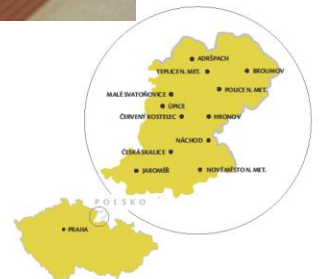 ADRŠPACH
TEPLICE N. MET.
BROUMOV
POLICE N. MET.
MALÉ SVATOŇOVICE
ÚPICE
ČERVENÝ KOSTELEC
HRONOV
NÁCHOD
ČESKÁ SKALICE
JAROMĚŘ
NOVÉ MĚSTO N. MET.
POLSKO
PRAHA